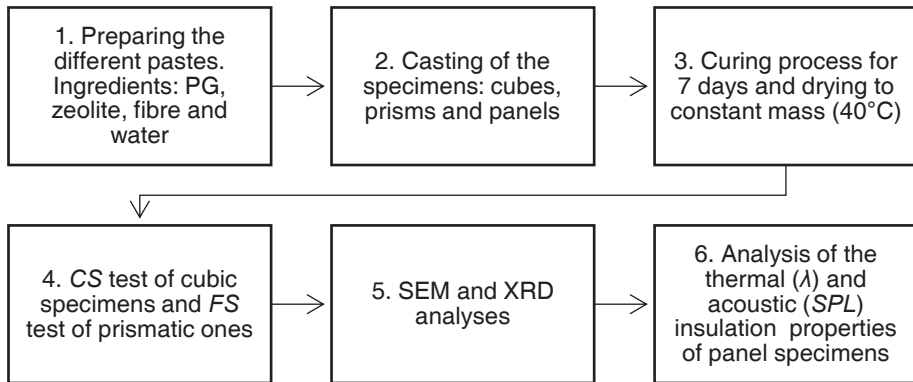 1. Preparing the
different pastes.
Ingredients: PG,
zeolite, fibre and
water
2. Casting of the
specimens: cubes,
prisms and panels
3. Curing process for
7 days and drying to
constant mass (40°C)
4. CS test of cubic
specimens and FS
test of prismatic ones
5. SEM and XRD
analyses
6. Analysis of the
thermal (λ) and
acoustic (SPL)
insulation properties
of panel specimens